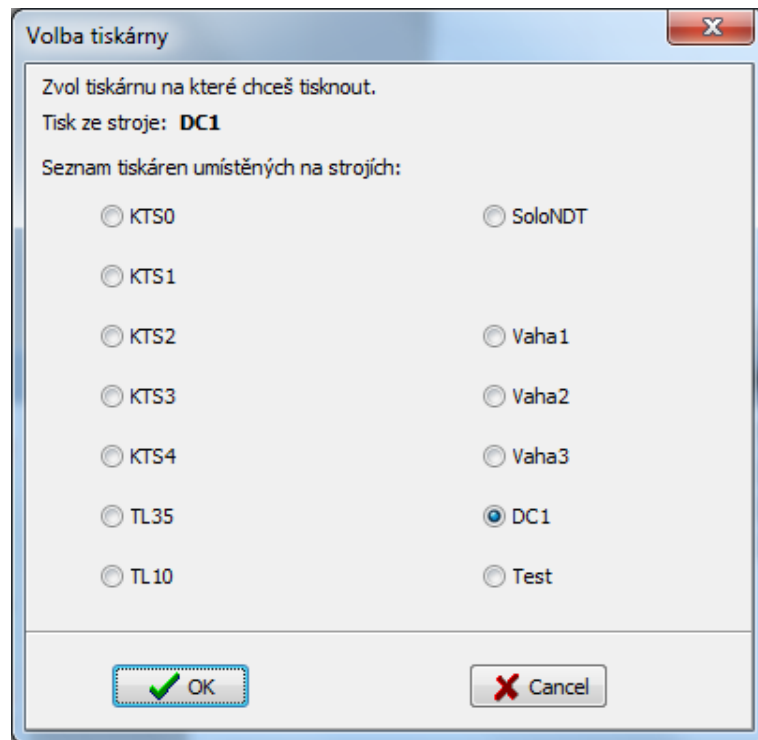 Volba tiskárny
Zvol tiskárnu na které chceš tisknout.
Tisk ze stroje: DC1
Seznam tiskáren umístěných na strojích:
KTS0 SoloNDT
KTS1
KTS2 Vaha1
KTS3 Vaha2
KTS4 Vaha3
TL35 DC1
TL10 Test
OK Cancel